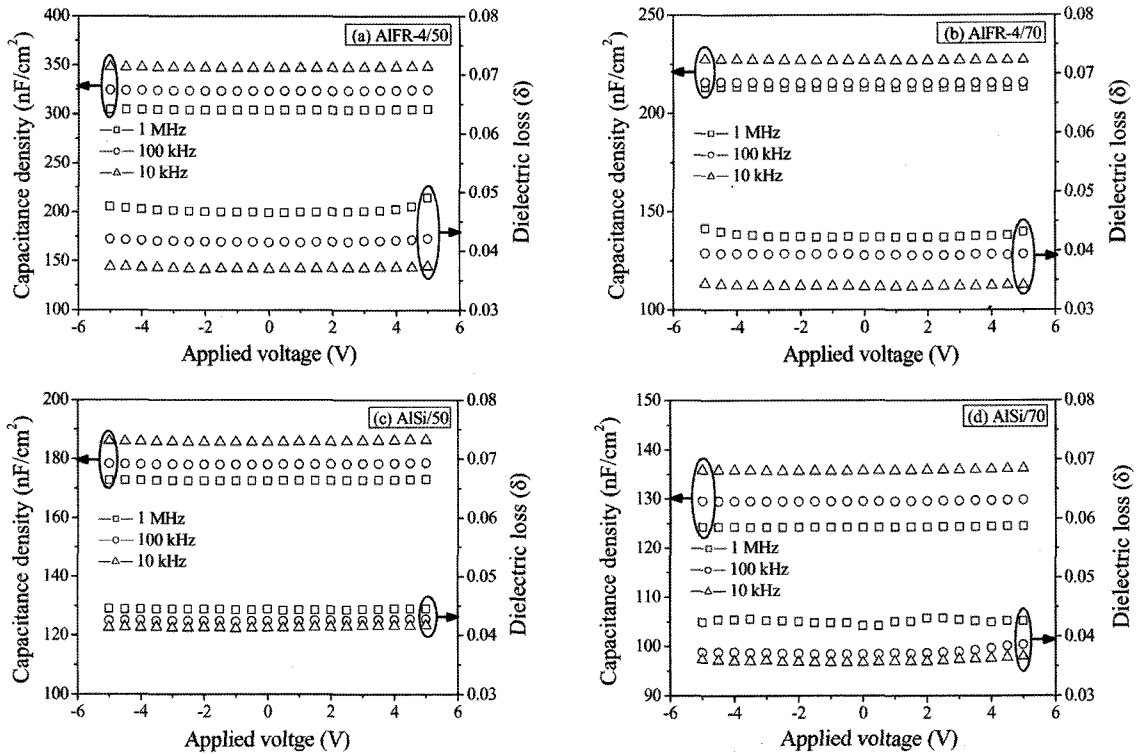 (a) AlFR-4/50
Capacitance density (nF/cm²)
400
350
300
250
200
150
100
0.08
0.07
0.06
0.05
0.04
0.03
Dielectric loss (δ)
1 MHz
100 kHz
10 kHz
-6 -4 -2 0 2 4 6
Applied voltage (V)
(b) AlFR-4/70
Capacitance density (nF/cm²)
250
225
200
175
150
125
100
0.08
0.07
0.06
0.05
0.04
0.03
Dielectric loss (δ)
1 MHz
100 kHz
10 kHz
-6 -4 -2 0 2 4 6
Applied voltage (V)
(c) AlSi/50
Capacitance density (nF/cm²)
200
180
160
140
120
100
0.08
0.07
0.06
0.05
0.04
0.03
Dielectric loss (δ)
1 MHz
100 kHz
10 kHz
-6 -4 -2 0 2 4 6
Applied voltge (V)
(d) AlSi/70
Capacitance density (nF/cm²)
150
140
130
120
110
100
90
0.08
0.07
0.06
0.05
0.04
0.03
Dielectric loss (δ)
1 MHz
100 kHz
10 kHz
-6 -4 -2 0 2 4 6
Applied voltage (V)